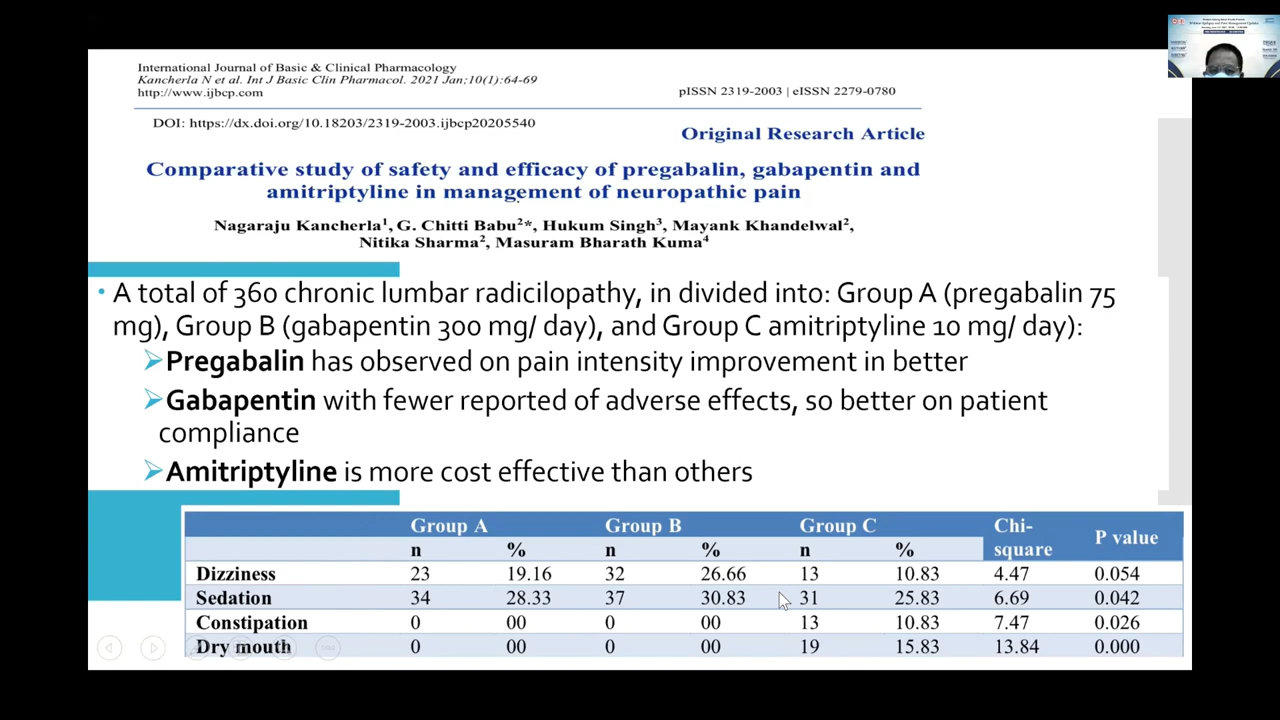 International Journal of Basic & Clinical Pharmacology
Kancherla N et al. Int J Basic Clin Pharmacol. 2021 Jan;10(1):64-69
http://www.ijbcp.com
pISSN 2319-2003 | eISSN 2279-0780
DOI: https://dx.doi.org/10.18203/2319-2003.ijbcp20205540
Original Research Article
Comparative study of safety and efficacy of pregabalin, gabapentin and
amitriptyline in management of neuropathic pain
Nagaraju Kancherla1, G. Chitti Babu2*, Hukum Singh3, Mayank Khandelwal2,
Nitika Sharma2, Masuram Bharath Kuma4
• A total of 360 chronic lumbar radicilopathy, in divided into: Group A (pregabalin 75
mg), Group B (gabapentin 300 mg/ day), and Group C amitriptyline 10 mg/ day):
Pregabalin has observed on pain intensity improvement in better
Gabapentin with fewer reported of adverse effects, so better on patient
compliance
Amitriptyline is more cost effective than others
Group A Group B Group C Chi-square P value
n % n % n %
Dizziness 23 19.16 32 26.66 13 10.83 4.47 0.054
Sedation 34 28.33 37 30.83 31 25.83 6.69 0.042
Constipation 0 00 0 00 13 10.83 7.47 0.026
Dry mouth 0 00 0 00 19 15.83 13.84 0.000